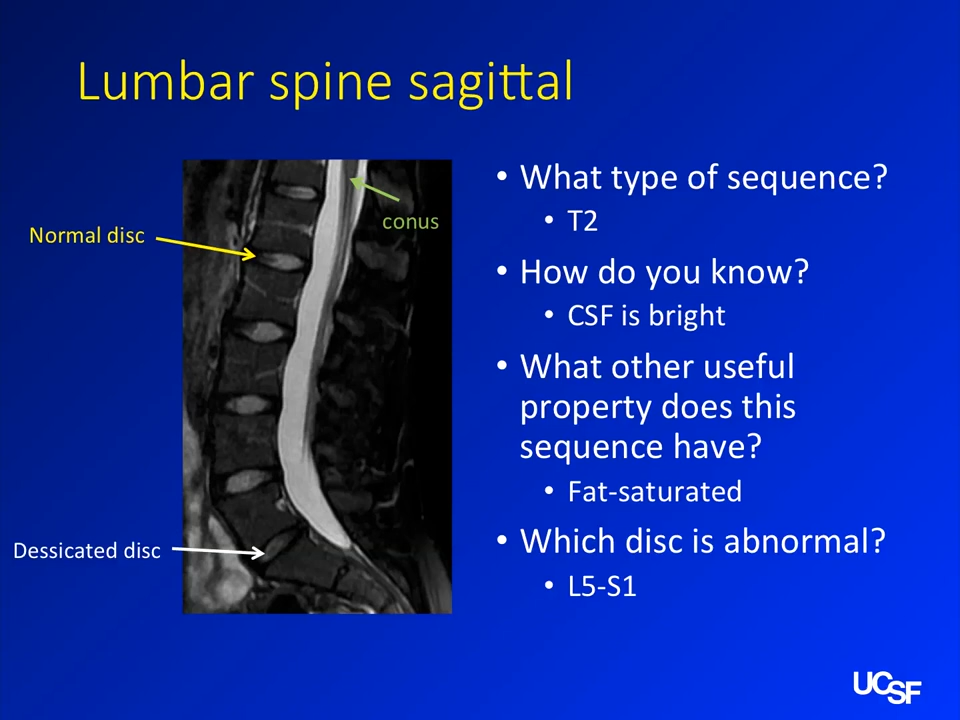 Lumbar spine sagittal
conus
Normal disc
Dessicated disc
• What type of sequence?
• T2
• How do you know?
• CSF is bright
• What other useful
property does this
sequence have?
• Fat-saturated
• Which disc is abnormal?
• L5-S1
UCSF